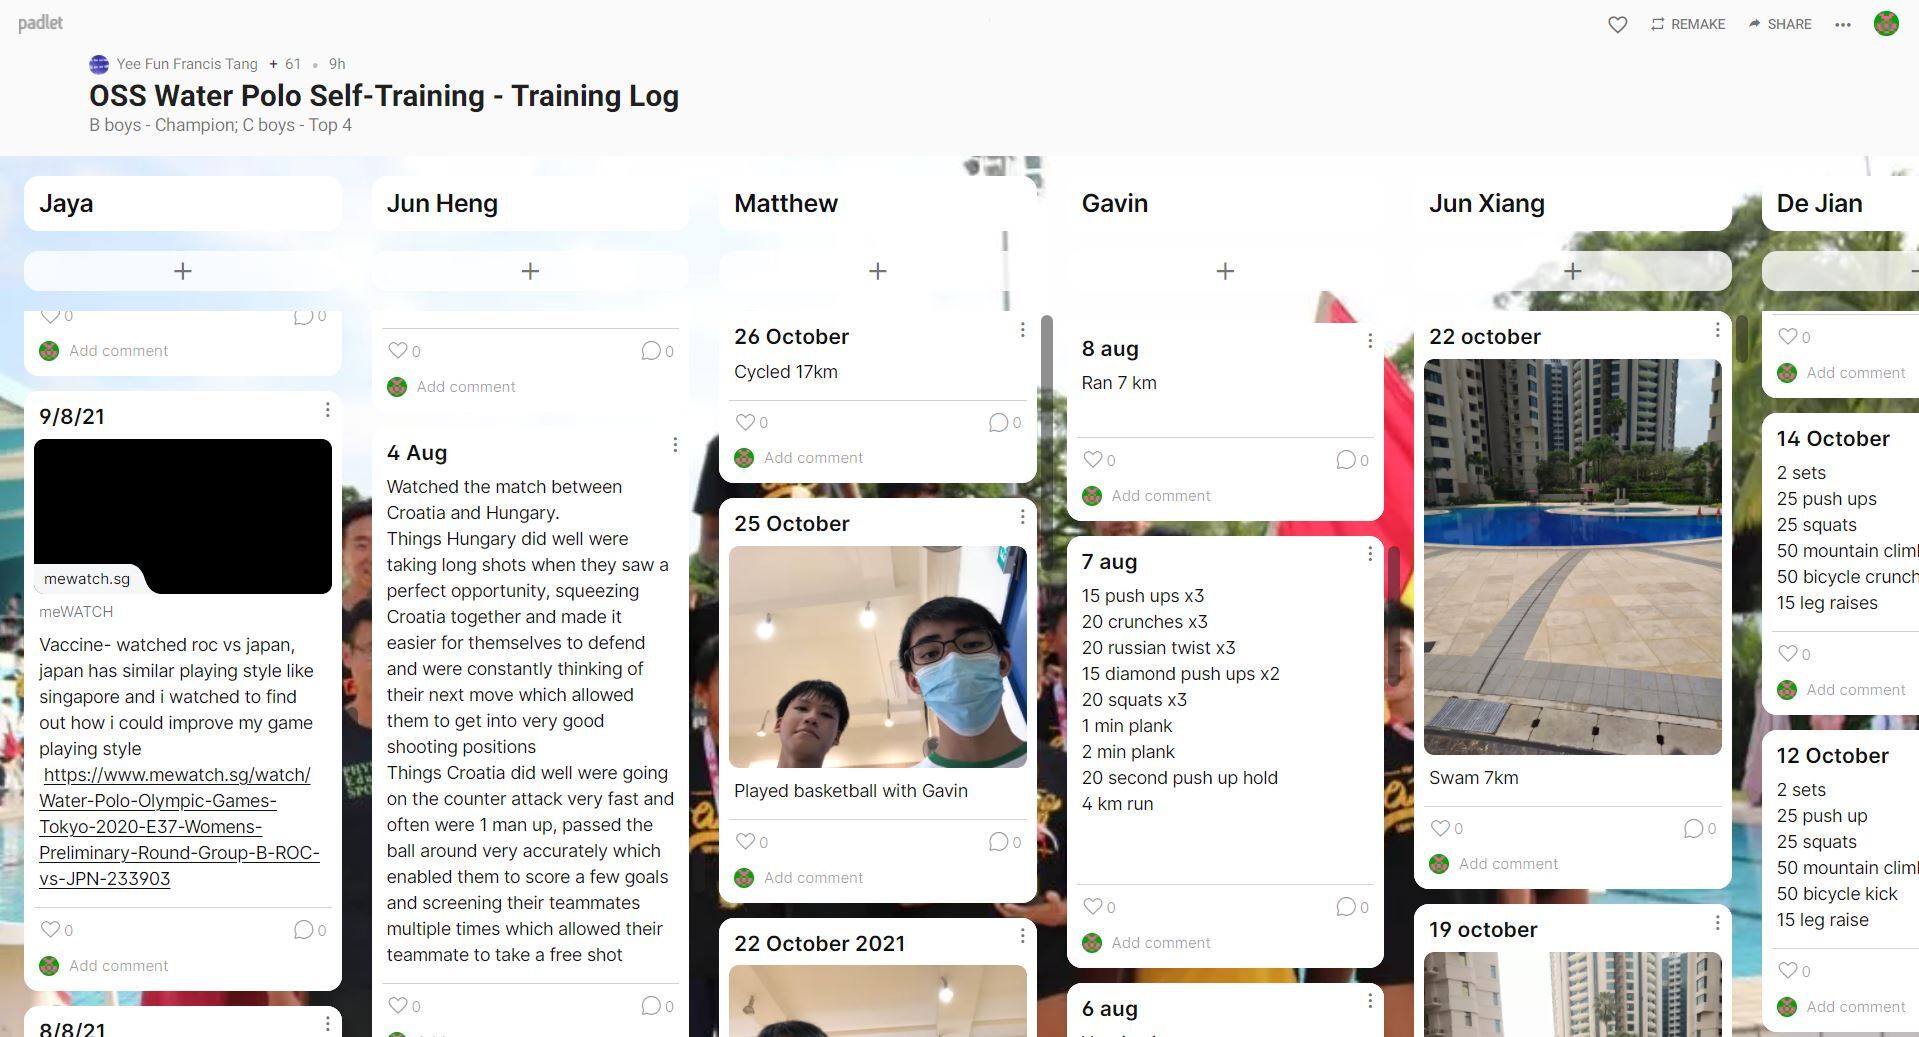 padlet
REMAKE
SHARE
Yee Fun Francis Tang + 61 • 9h
OSS Water Polo Self-Training - Training Log
B boys - Champion; C boys - Top 4
Jaya
0 0
Add comment
9/8/21
mewatch.sg
meWATCH
Vaccine- watched roc vs japan,
japan has similar playing style like
singapore and i watched to find
out how i could improve my game
playing style
https://www.mewatch.sg/watch/
Water-Polo-Olympic-Games-
Tokyo-2020-E37-Womens-
Preliminary-Round-Group-B-ROC-
vs-JPN-233903
0 0
Add comment
8/8/21
Jun Heng
0 0
Add comment
4 Aug
Watched the match between
Croatia and Hungary.
Things Hungary did well were
taking long shots when they saw a
perfect opportunity, squeezing
Croatia together and made it
easier for themselves to defend
and were constantly thinking of
their next move which allowed
them to get into very good
shooting positions
Things Croatia did well were going
on the counter attack very fast and
often were 1 man up, passed the
ball around very accurately which
enabled them to score a few goals
and screening their teammates
multiple times which allowed their
teammate to take a free shot
0 0
Matthew
26 October
Cycled 17km
0 0
Add comment
25 October
Played basketball with Gavin
0 0
Add comment
22 October 2021
Gavin
8 aug
Ran 7 km
0 0
Add comment
7 aug
15 push ups x3
20 crunches x3
20 russian twist x3
15 diamond push ups x2
20 squats x3
1 min plank
2 min plank
20 second push up hold
4 km run
0 0
Add comment
6 aug
Jun Xiang
22 october
Swam 7km
0 0
Add comment
19 october
De Jian
0
Add comment
14 October
2 sets
25 push ups
25 squats
50 mountain climb
50 bicycle crunch
15 leg raises
0
Add comment
12 October
2 sets
25 push up
25 squats
50 mountain climb
50 bicycle kick
15 leg raise
0
Add comment